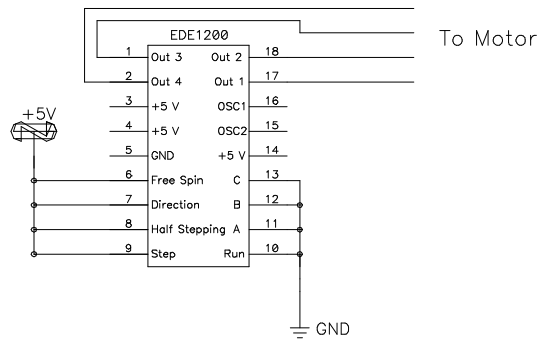 EDE1200
To Motor
1 Out 3 Out 2 18
2 Out 4 Out 1 17
3 +5 V OSC1 16
+5V
4 +5 V OSC2 15
5 GND +5 V 14
6 Free Spin C 13
7 Direction B 12
8 Half Stepping A 11
9 Step Run 10
GND